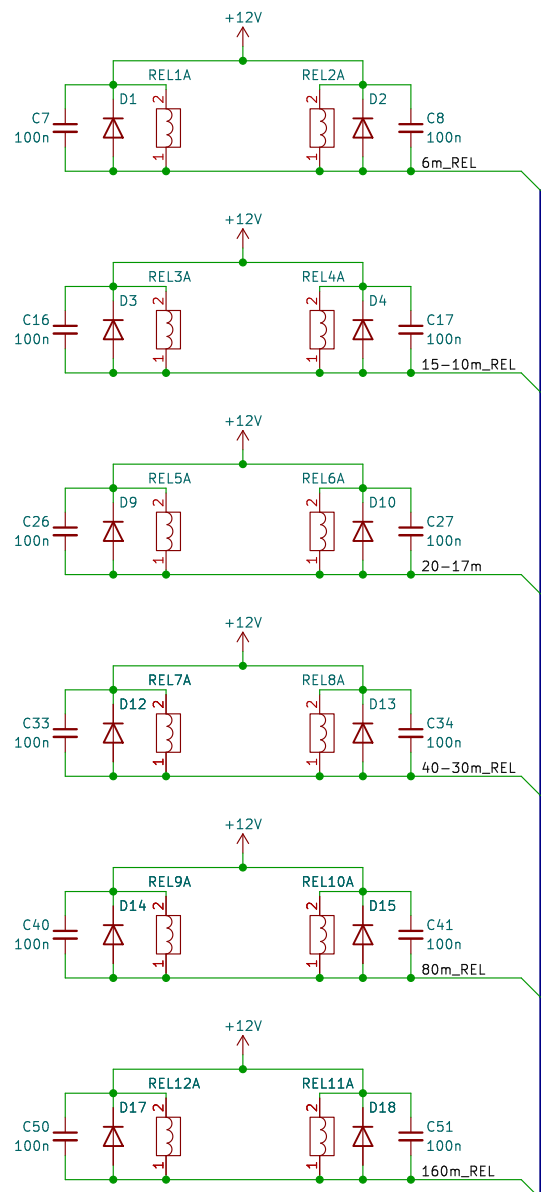 +12V
REL1A REL2A
C7 D1 2 2 D2 C8
100n 1 1 100n
6m_REL
+12V
REL3A REL4A
C16 D3 2 2 D4 C17
100n 1 1 100n
15-10m_REL
+12V
REL5A REL6A
C26 D9 2 2 D10 C27
100n 1 1 100n
20-17m
+12V
REL7A REL8A
C33 D12 2 2 D13 C34
100n 1 1 100n
40-30m_REL
+12V
REL9A REL10A
C40 D14 2 2 D15 C41
100n 1 1 100n
80m_REL
+12V
REL12A REL11A
C50 D17 2 2 D18 C51
100n 1 1 100n
160m_REL